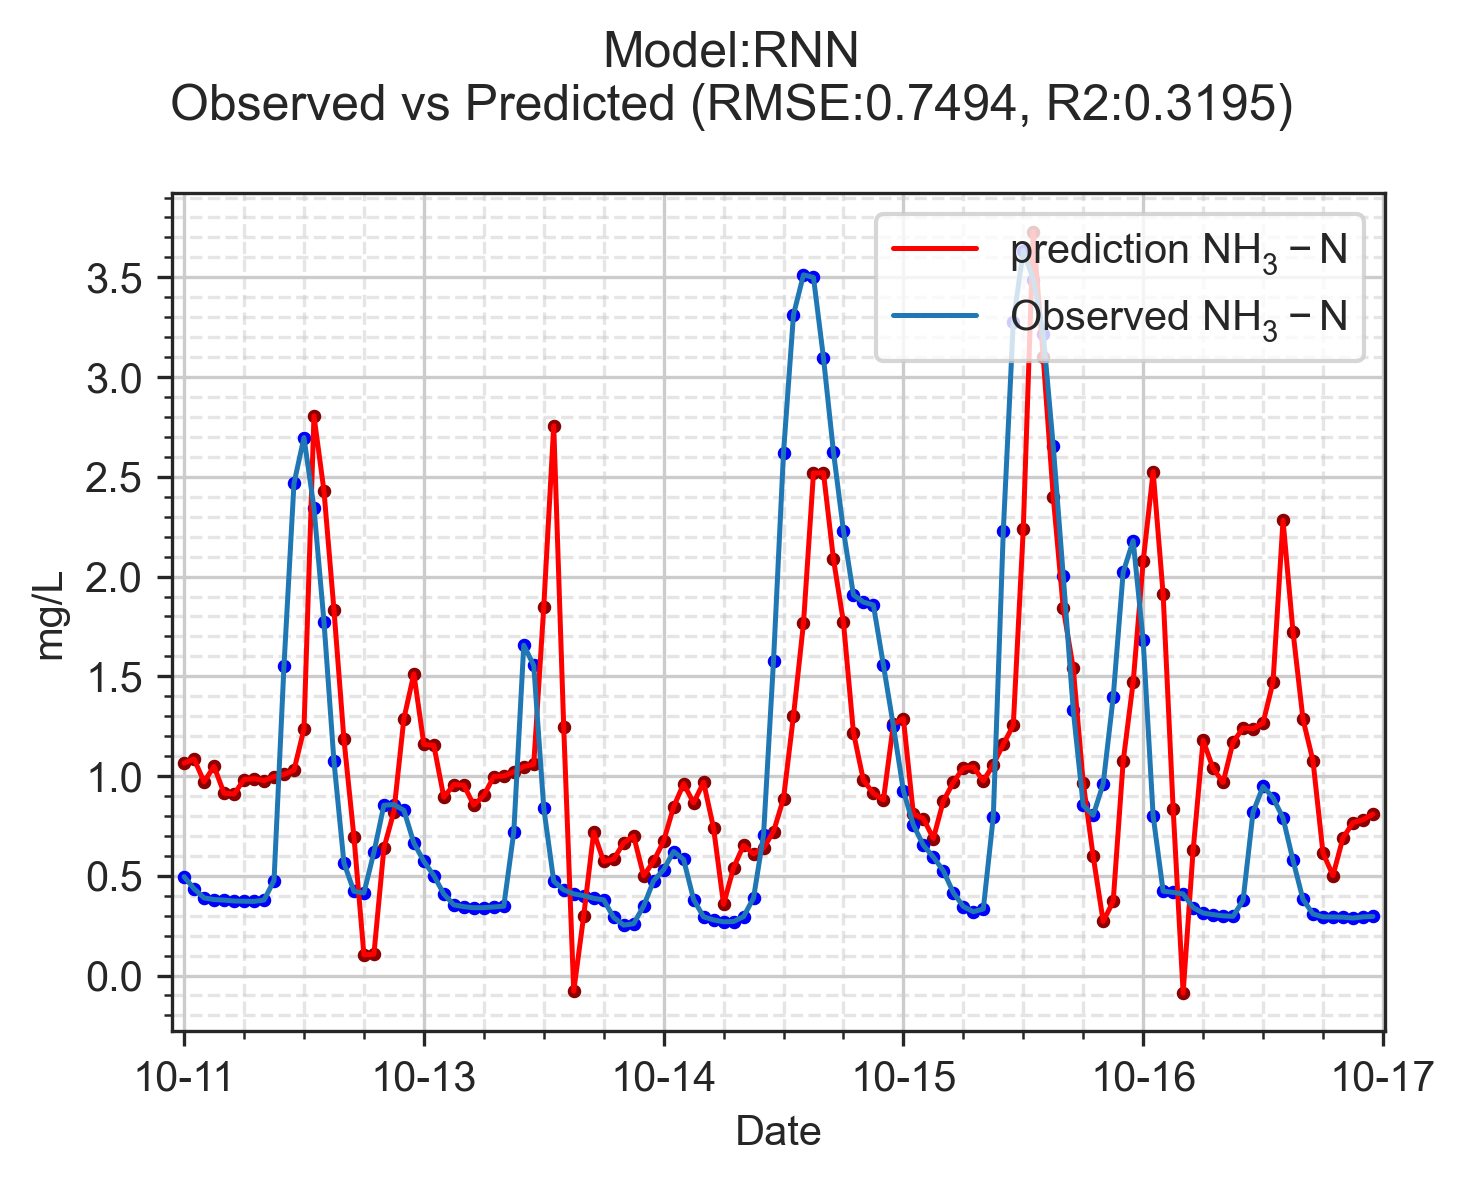 Model:RNN
Observed vs Predicted (RMSE:0.7494, R2:0.3195)
prediction NH₃ − N
Observed NH₃ − N
mg/L
3.5
3.0
2.5
2.0
1.5
1.0
0.5
0.0
10-11 10-13 10-14 10-15 10-16 10-17
Date